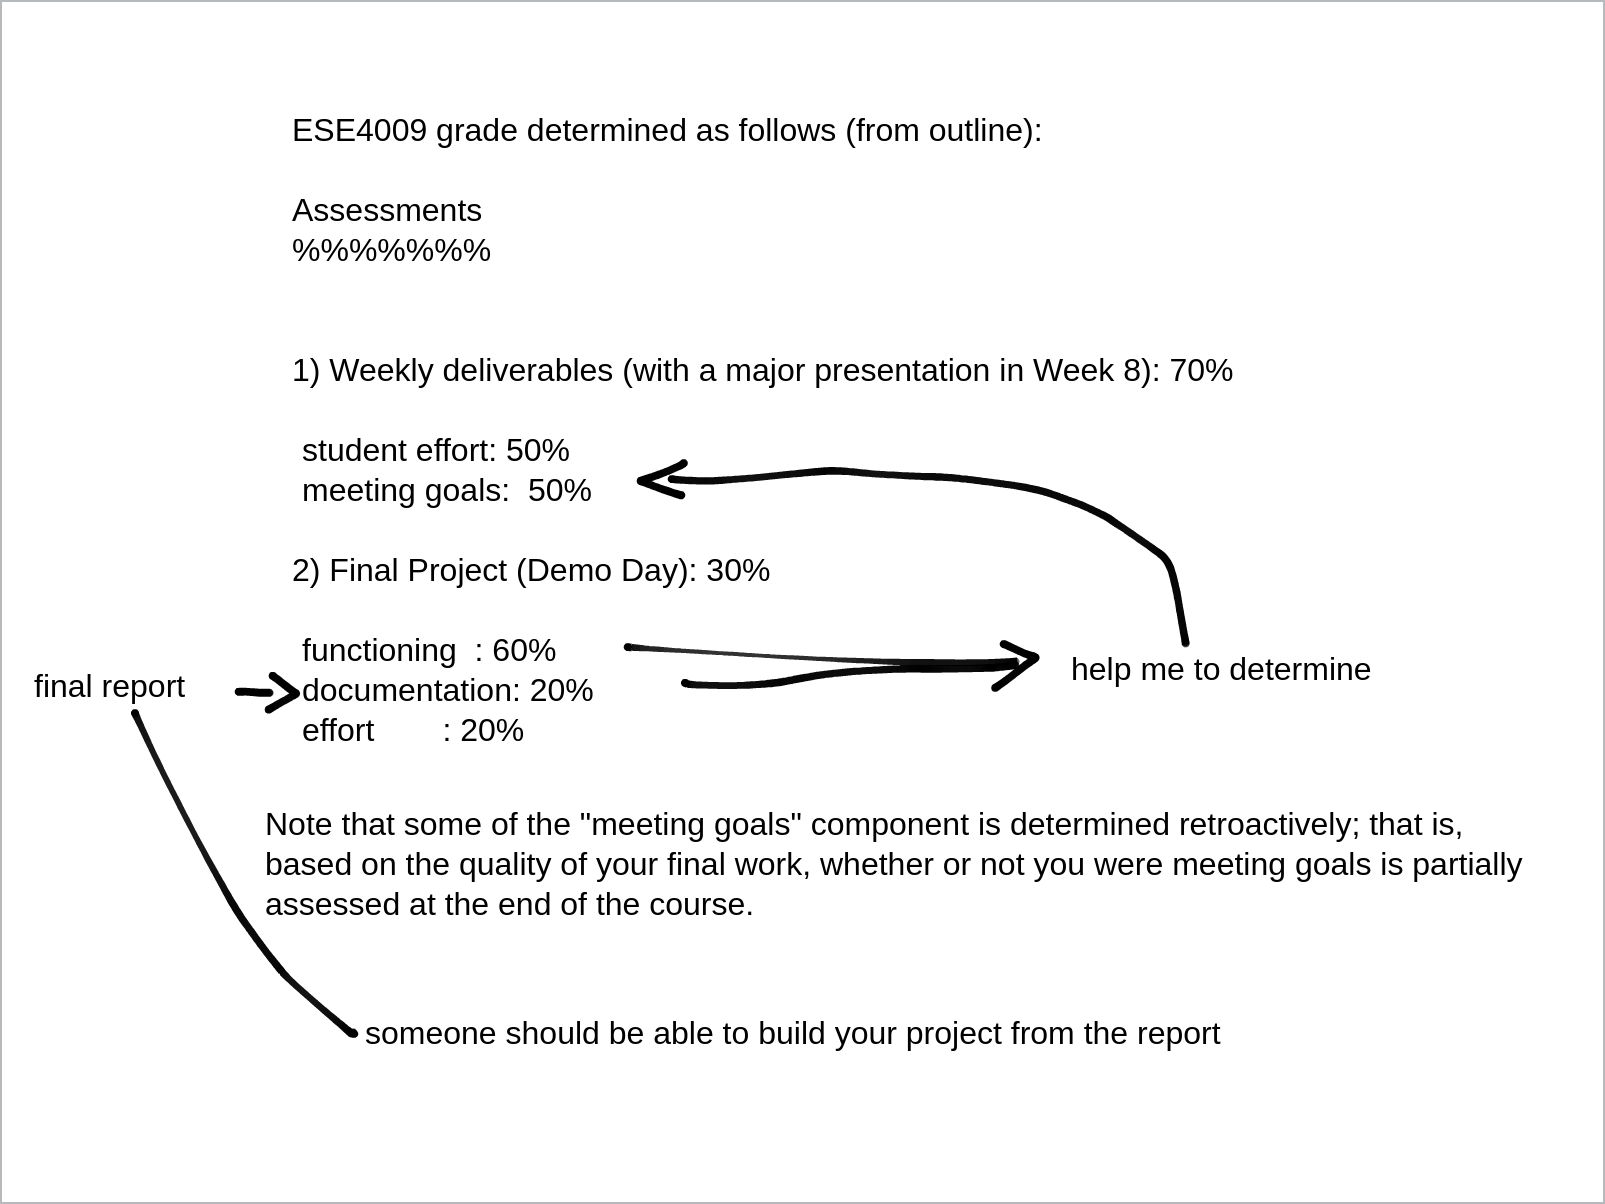 ESE4009 grade determined as follows (from outline):
Assessments
%%%%%%%
1) Weekly deliverables (with a major presentation in Week 8): 70%
student effort: 50%
meeting goals:  50%
2) Final Project (Demo Day): 30%
functioning  : 60%
help me to determine
final report
documentation: 20%
effort        : 20%
Note that some of the "meeting goals" component is determined retroactively; that is,
based on the quality of your final work, whether or not you were meeting goals is partially
assessed at the end of the course.
someone should be able to build your project from the report